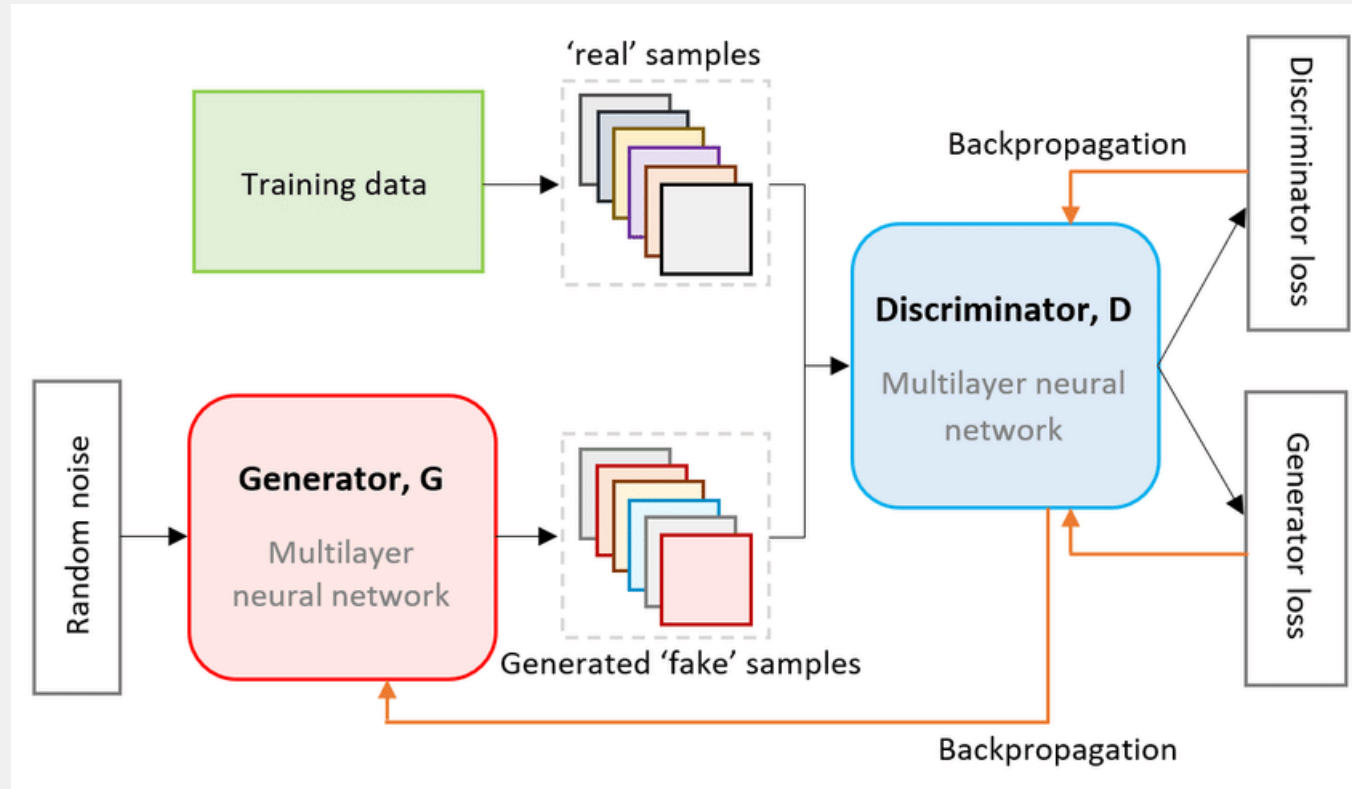 ‘real’ samples
Training data
Backpropagation
Discriminator loss
Discriminator, D
Multilayer neural
network
Random noise
Generator, G
Multilayer
neural network
Generated ‘fake’ samples
Generator loss
Backpropagation